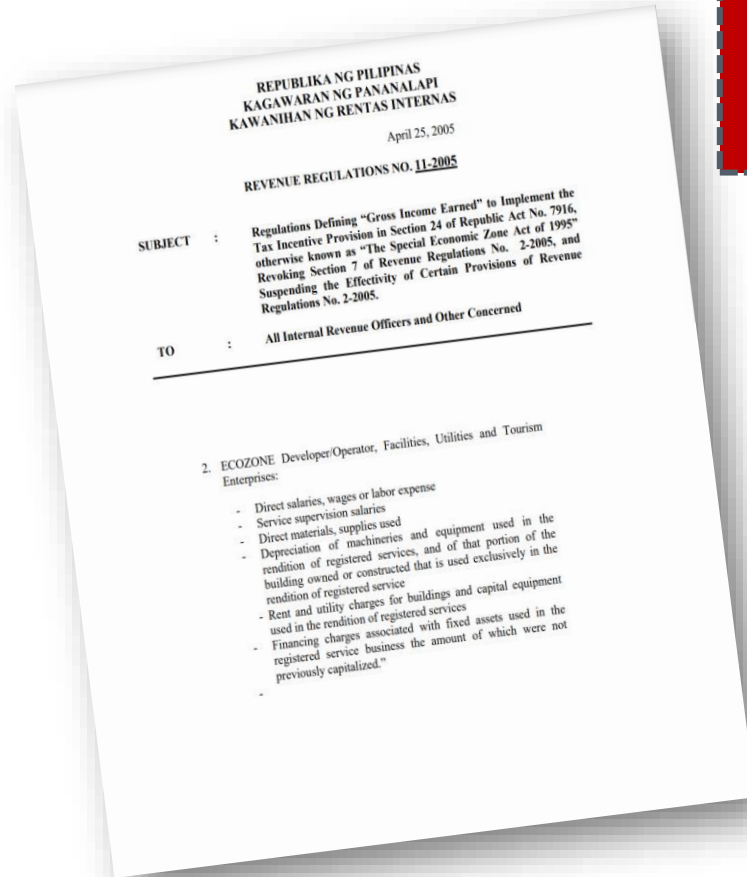 REPUBLIKA NG PILIPINAS
KAGAWARAN NG PANANALAPI
KAWANIHAN NG RENTAS INTERNAS
April 25, 2005
REVENUE REGULATIONS NO. 11-2005
SUBJECT : Regulations Defining “Gross Income Earned” to Implement the
Tax Incentive Provision in Section 24 of Republic Act No. 7916,
otherwise known as “The Special Economic Zone Act of 1995”
Revoking Section 7 of Revenue Regulations No. 2-2005, and
Suspending the Effectivity of Certain Provisions of Revenue
Regulations No. 2-2005.
TO : All Internal Revenue Officers and Other Concerned
2. ECOZONE Developer/Operator, Facilities, Utilities and Tourism
Enterprises:
- Direct salaries, wages or labor expense
- Service supervision salaries
- Direct materials, supplies used
- Depreciation of machineries and equipment used in the
rendition of registered services, and of that portion of the
building owned or constructed that is used exclusively in the
rendition of registered service
- Rent and utility charges for buildings and capital equipment
used in the rendition of registered services
- Financing charges associated with fixed assets used in the
registered service business the amount of which were not
previously capitalized.”
-